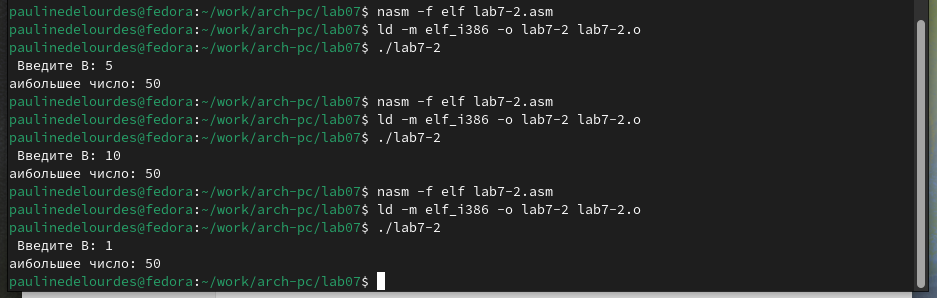 paulinedelourdes@fedora:~/work/arch-pc/lab07$ nasm -f elf lab7-2.asm
paulinedelourdes@fedora:~/work/arch-pc/lab07$ ld -m elf_i386 -o lab7-2 lab7-2.o
paulinedelourdes@fedora:~/work/arch-pc/lab07$ ./lab7-2
Введите В: 5
аибольшее число: 50
paulinedelourdes@fedora:~/work/arch-pc/lab07$ nasm -f elf lab7-2.asm
paulinedelourdes@fedora:~/work/arch-pc/lab07$ ld -m elf_i386 -o lab7-2 lab7-2.o
paulinedelourdes@fedora:~/work/arch-pc/lab07$ ./lab7-2
Введите В: 10
аибольшее число: 50
paulinedelourdes@fedora:~/work/arch-pc/lab07$ nasm -f elf lab7-2.asm
paulinedelourdes@fedora:~/work/arch-pc/lab07$ ld -m elf_i386 -o lab7-2 lab7-2.o
paulinedelourdes@fedora:~/work/arch-pc/lab07$ ./lab7-2
Введите В: 1
аибольшее число: 50
paulinedelourdes@fedora:~/work/arch-pc/lab07$